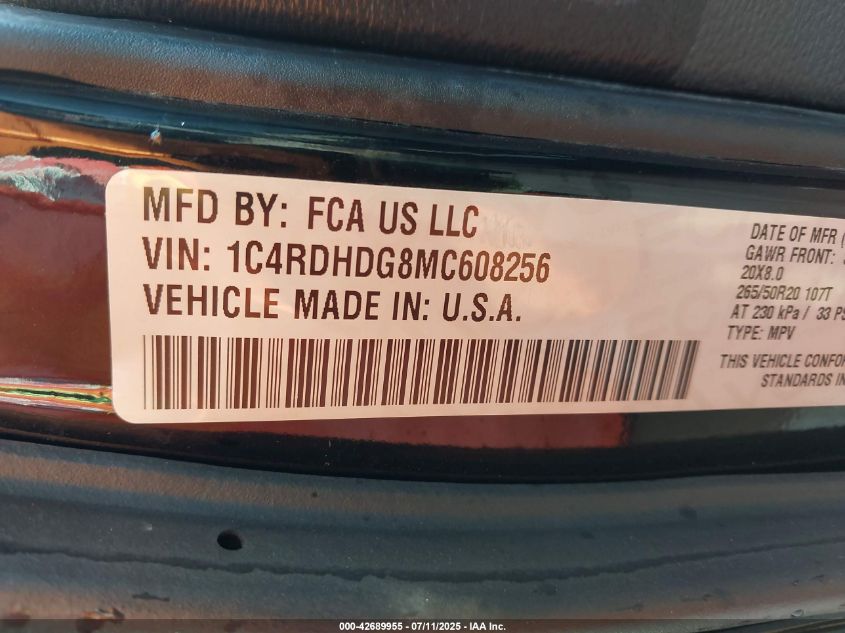 MFD BY: FCA US LLC
VIN: 1C4RDHDG8MC608256
VEHICLE MADE IN: U.S.A.
DATE OF MFR (
GAWR FRONT:
20X8.0
265/50R20 107T
AT 230 kPa / 33 PS
TYPE: MPV
THIS VEHICLE CONFOR
STANDARDS IN
000-42689955 - 07/11/2025 - IAA Inc.